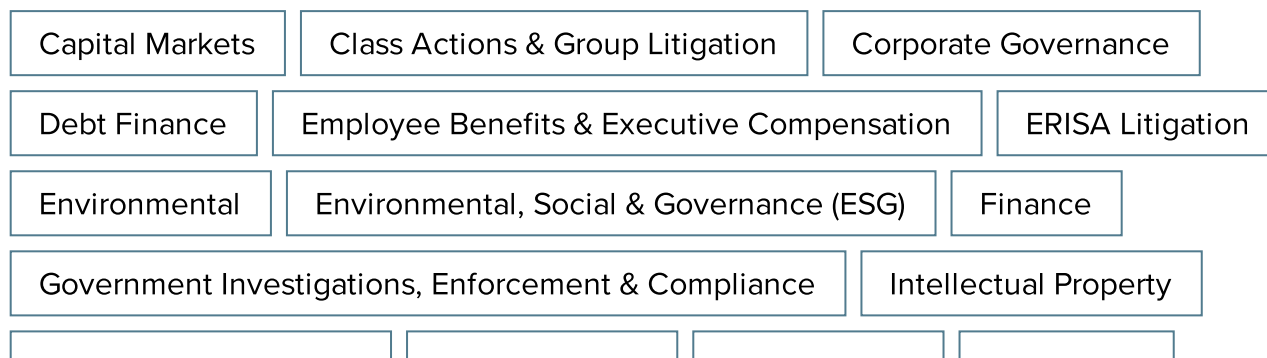 Capital Markets Class Actions & Group Litigation Corporate Governance
Debt Finance Employee Benefits & Executive Compensation ERISA Litigation
Environmental Environmental, Social & Governance (ESG) Finance
Government Investigations, Enforcement & Compliance Intellectual Property